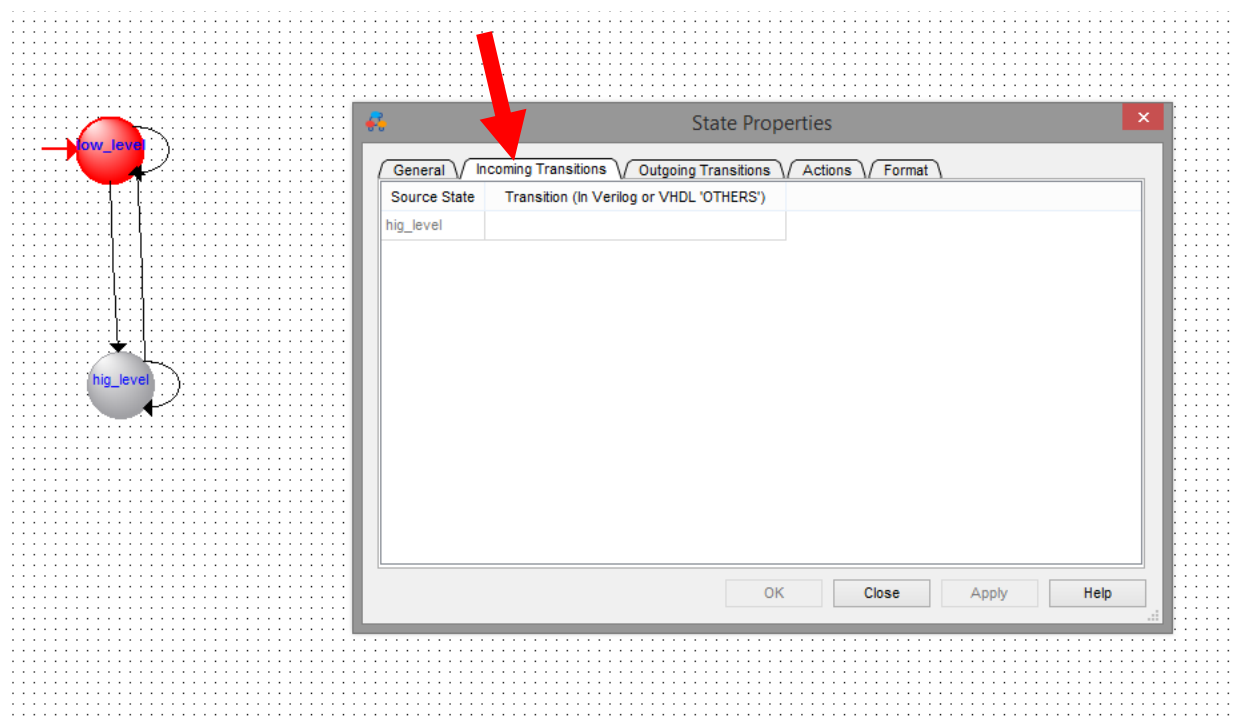 low_level
hig_level
State Properties
General Incoming Transitions Outgoing Transitions Actions Format
Source State Transition (In Verilog or VHDL 'OTHERS')
hig_level
OK Close Apply Help